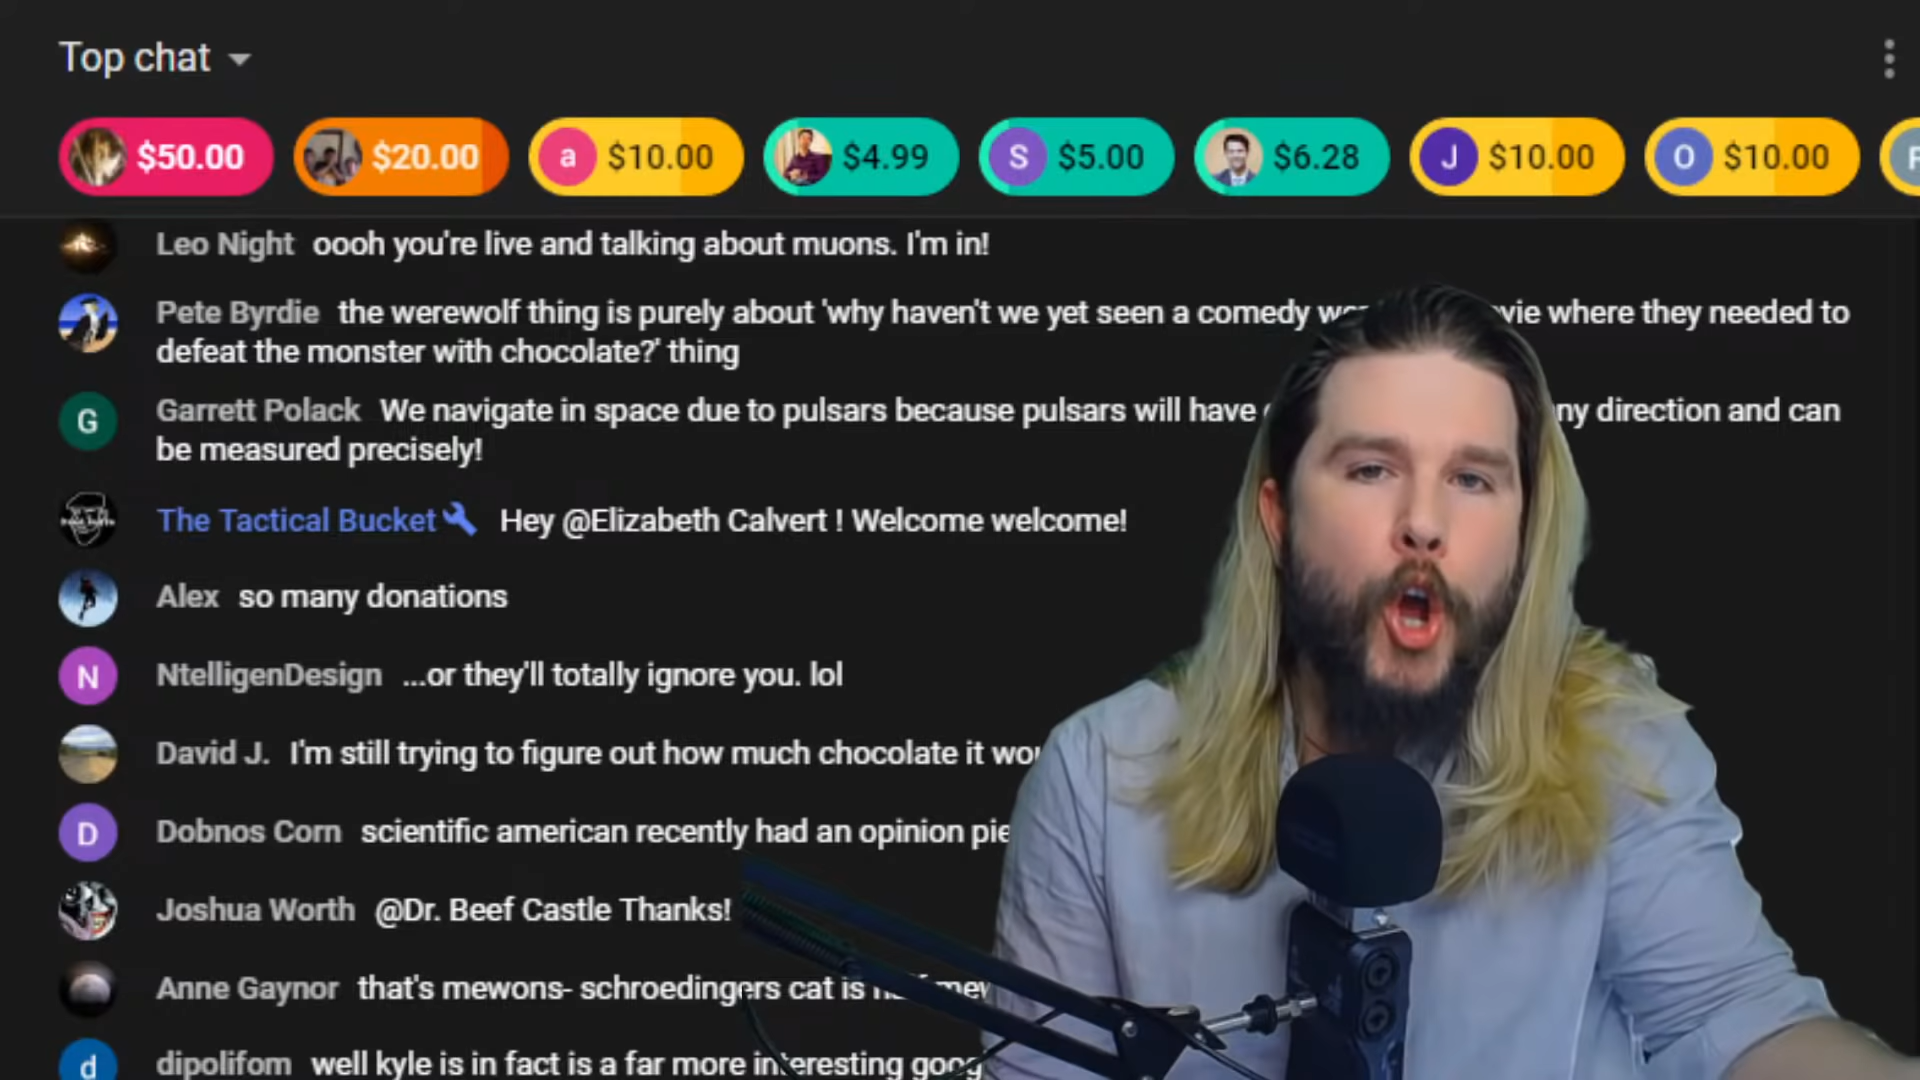 Top chat
$50.00 $20.00 a $10.00 $4.99 S $5.00 $6.28 J $10.00 O $10.00
Leo Night oooh you're live and talking about muons. I'm in!
Pete Byrdie the werewolf thing is purely about 'why haven't we yet seen a comedy where they needed to
defeat the monster with chocolate?' thing
G Garrett Polack We navigate in space due to pulsars because pulsars will have direction and can
be measured precisely!
The Tactical Bucket Hey @Elizabeth Calvert ! Welcome welcome!
Alex so many donations
N NtelligenDesign ...or they'll totally ignore you. lol
David J. I'm still trying to figure out how much chocolate it
D Dobnos Corn scientific american recently had an opinion
Joshua Worth @Dr. Beef Castle Thanks!
Anne Gaynor that's mewons- schroedingers cat is
d dipolifom well kyle is in fact is a far more interesting